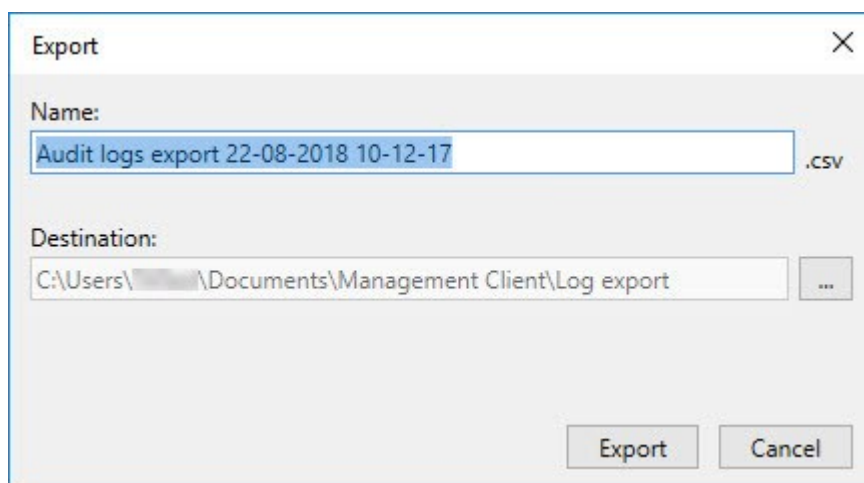 Export
Name:
Audit logs export 22-08-2018 10-12-17 .csv
Destination:
C:\Users\ \Documents\Management Client\Log export ...
Export Cancel